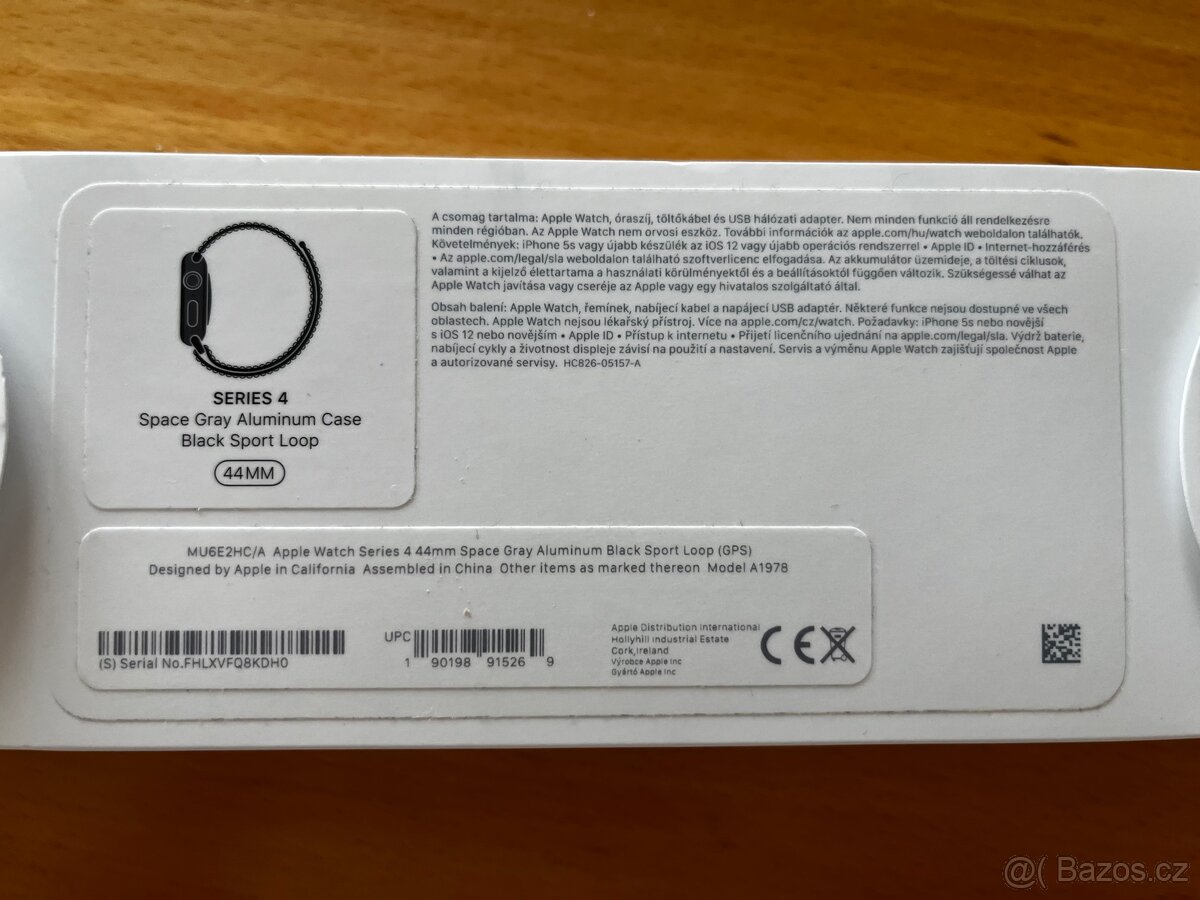 A csomag tartalma: Apple Watch, óraszíj, töltőkábel és USB hálózati adapter. Nem minden funkció áll rendelkezésre
minden régióban. Az Apple Watch nem orvosi eszköz. További információk az apple.com/hu/watch weboldalon találhatók.
Követelmények: iPhone 5s vagy újabb készülék az iOS 12 vagy újabb operációs rendszerrel • Apple ID • Internet-hozzáférés
• Az apple.com/legal/sla weboldalon található szoftverlicenc elfogadása. Az akkumulátor üzemideje, a töltési ciklusok,
valamint a kijelző élettartama a használati körülményektől és a beállításoktól függően változik. Szükségessé válhat az
Apple Watch javítása vagy cseréje az Apple vagy egy hivatalos szolgáltató által.
Obsah balení: Apple Watch, řemínek, nabíjecí kabel a napájecí USB adaptér. Některé funkce nejsou dostupné ve všech
oblastech. Apple Watch nejsou lékařský přístroj. Více na apple.com/cz/watch. Požadavky: iPhone 5s nebo novější
s iOS 12 nebo novějším • Apple ID • Přístup k internetu • Přijetí licenčního ujednání na apple.com/legal/sla. Výdrž baterie,
nabíjecí cykly a životnost displeje závisí na použití a nastavení. Servis a výměnu Apple Watch zajišťují společnost Apple
a autorizované servisy. HC826-05157-A
SERIES 4
Space Gray Aluminum Case
Black Sport Loop
44MM
MU6E2HC/A Apple Watch Series 4 44mm Space Gray Aluminum Black Sport Loop (GPS)
Designed by Apple in California Assembled in China Other items as marked thereon Model A1978
(S) Serial No.FHLXVFQ8KDH0
UPC
1 90198 91526 9
Apple Distribution International
Hollyhill Industrial Estate
Cork,Ireland
Výrobce Apple Inc
Gyártó Apple Inc
CE
@( Bazos.cz